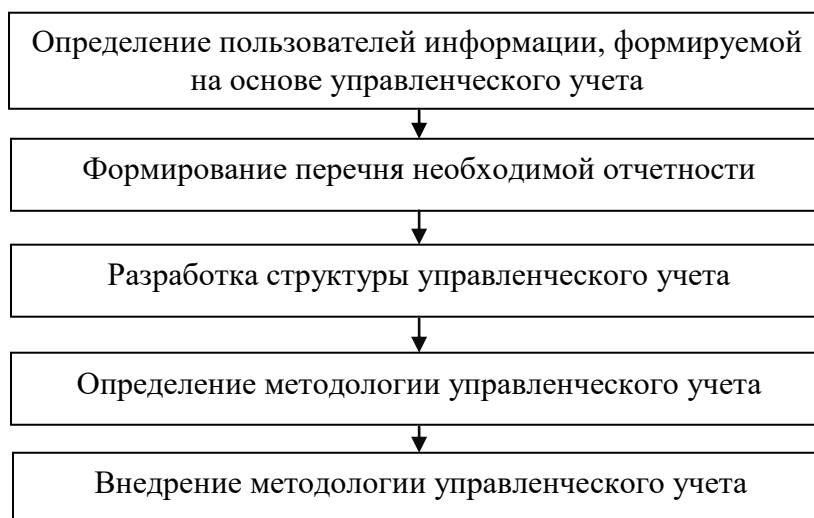 Определение пользователей информации, формируемой
на основе управленческого учета
Формирование перечня необходимой отчетности
Разработка структуры управленческого учета
Определение методологии управленческого учета
Внедрение методологии управленческого учета